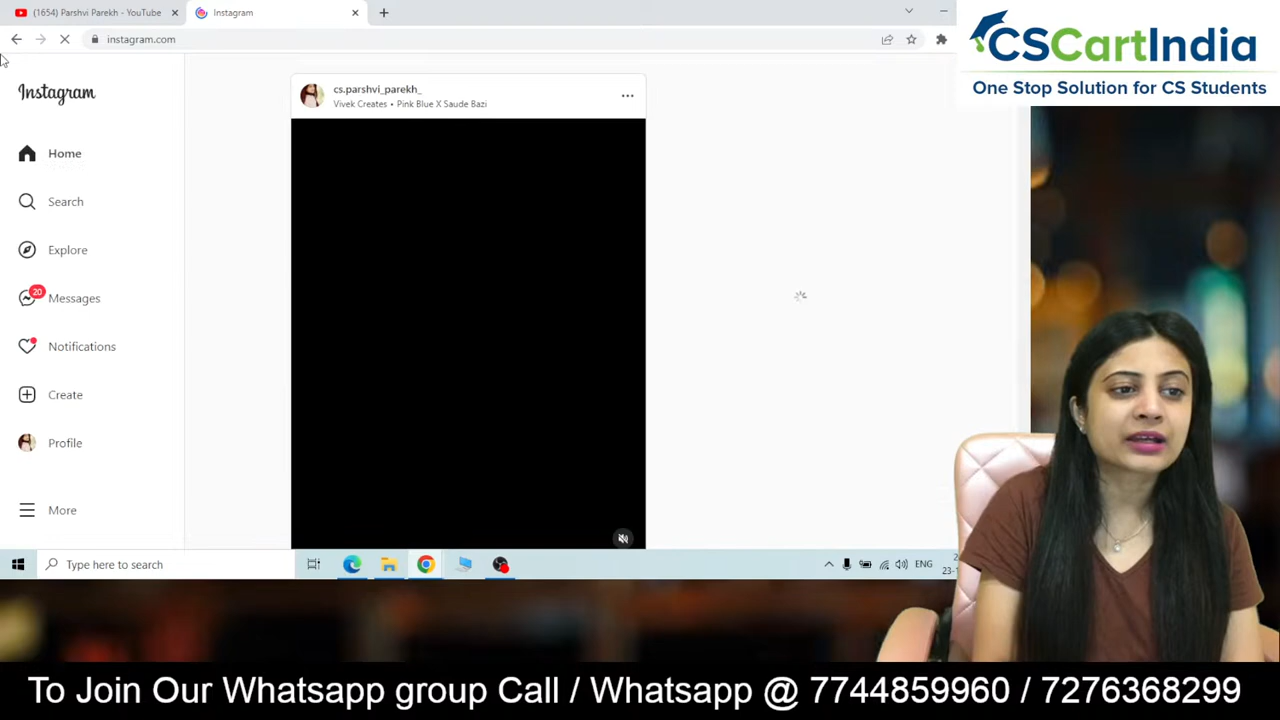 (1654) Parshvi Parekh - YouTube
Instagram
instagram.com
CSCartIndia
One Stop Solution for CS Students
Instagram
Home
Search
Explore
20
Messages
Notifications
Create
Profile
More
cs.parshvi_parekh_
Vivek Creates • Pink Blue X Saude Bazi
Type here to search
ENG
To Join Our Whatsapp group Call / Whatsapp @ 7744859960 / 7276368299